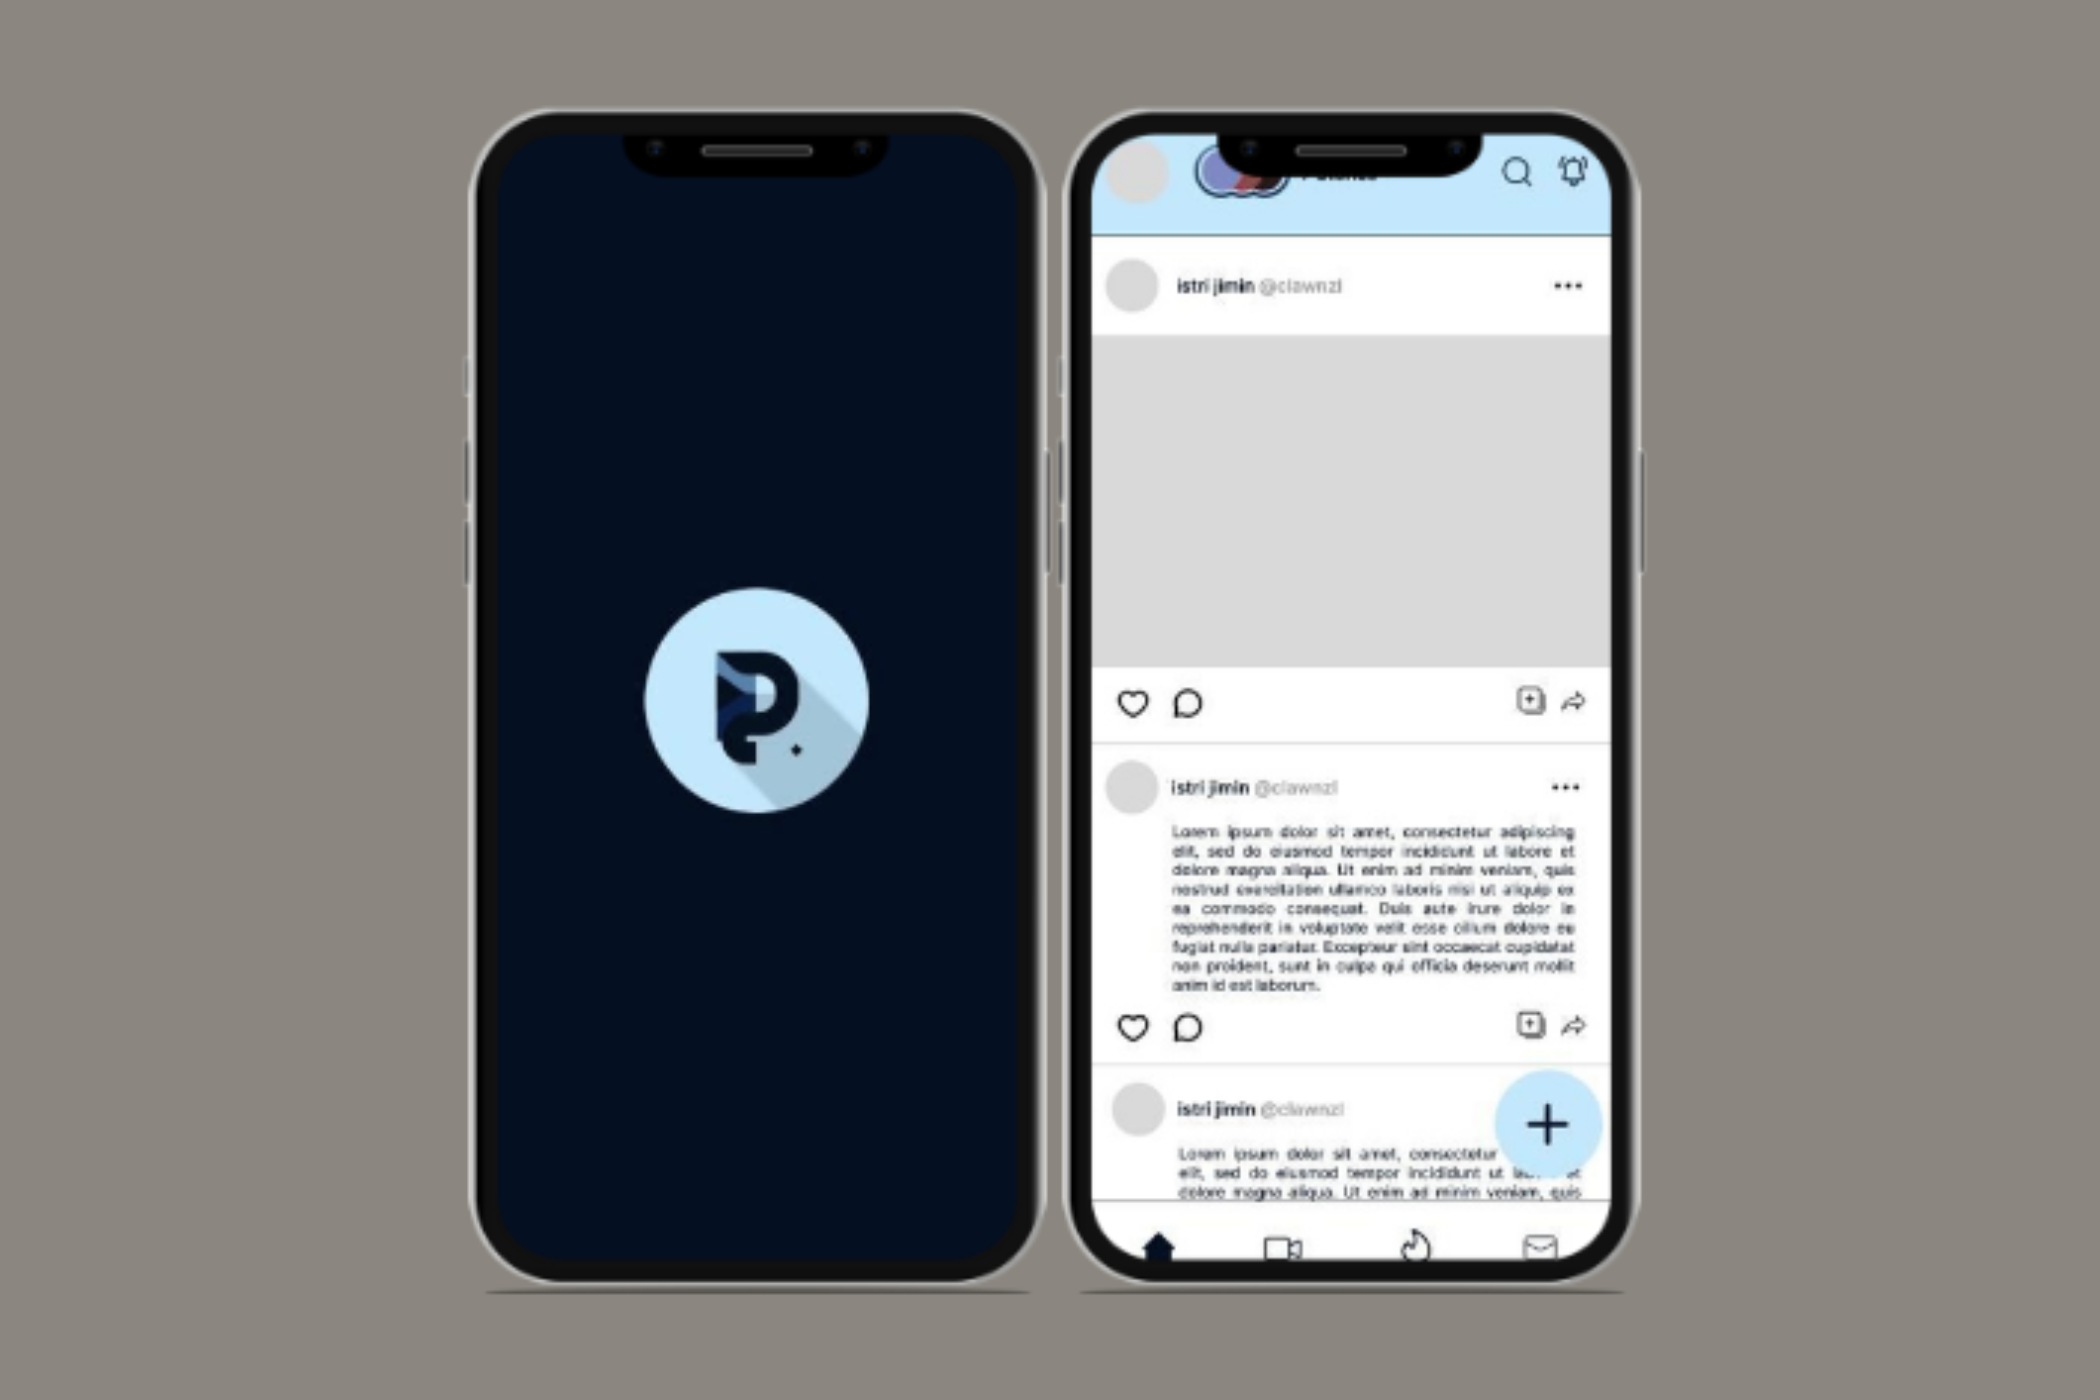 P.
istri jimin @clawnzl
istri jimin @clawnzl
Lorem ipsum dolor sit amet, consectetur adipiscing
elit, sed do eiusmod tempor incididunt ut labore et
dolore magna aliqua. Ut enim ad minim veniam, quis
nostrud exercitation ullamco laboris nisi ut aliquip ex
ea commodo consequat. Duis aute irure dolor in
reprehenderit in voluptate velit esse cillum dolore eu
fugiat nulla pariatur. Excepteur sint occaecat cupidatat
non proident, sunt in culpa qui officia deserunt mollit
anim id est laborum.
istri jimin @clawnzl
Lorem ipsum dolor sit amet, consectetur
elit, sed do eiusmod tempor incididunt ut
dolore magna aliqua. Ut enim ad minim veniam, quis